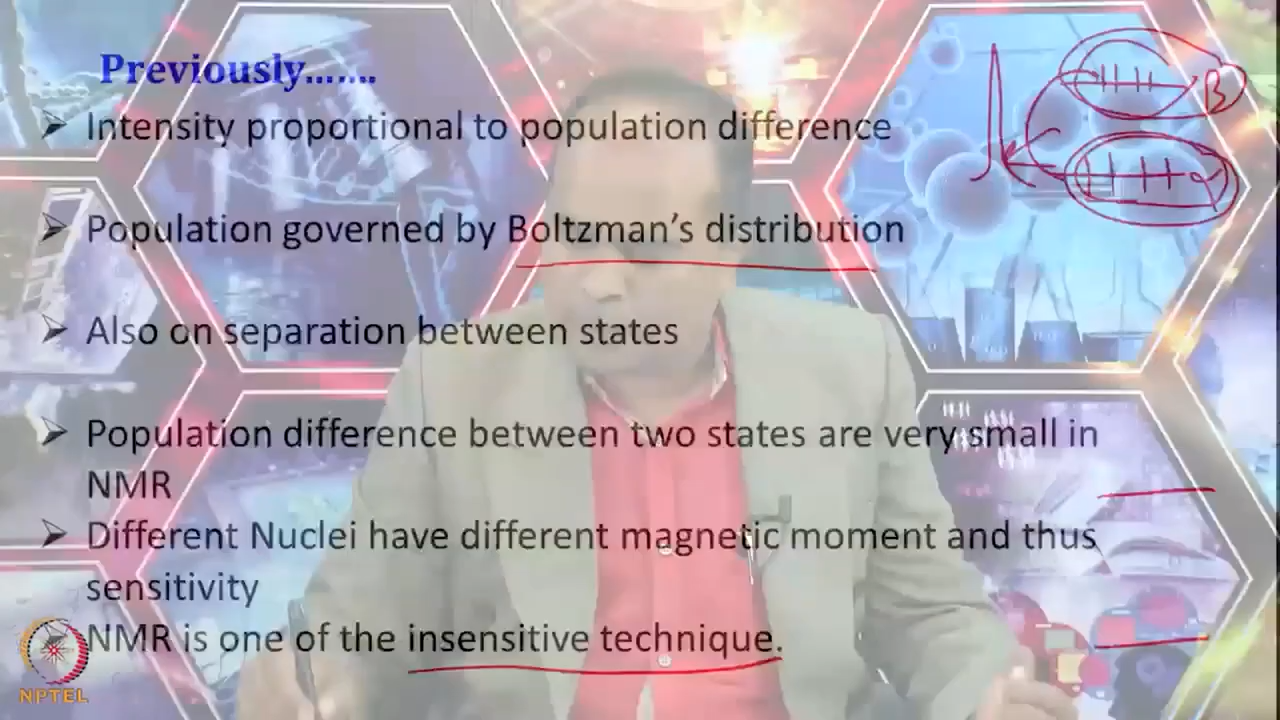 Previously.......
➢ Intensity proportional to population difference
➢ Population governed by Boltzman's distribution
➢ Also on separation between states
➢ Population difference between two states are very small in
NMR
➢ Different Nuclei have different magnetic moment and thus
sensitivity
➢ NMR is one of the insensitive technique.
NPTEL